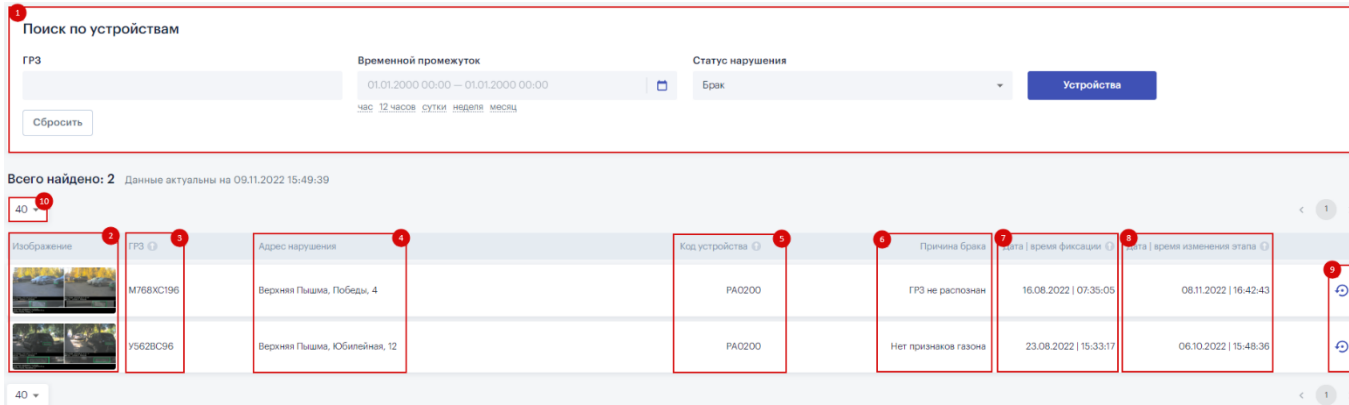 1
Поиск по устройствам
ГРЗ
Временной промежуток
Статус нарушения
01.01.2000 00:00 — 01.01.2000 00:00
Брак
Устройства
час 12 часов сутки неделя месяц
Сбросить
Всего найдено: 2 Данные актуальны на 09.11.2022 15:49:39
40 10
1
Изображение 2 ГРЗ 3 Адрес нарушения 4 Код устройства 5 6 Причина брака 7 Дата | время фиксации 8 Дата | время изменения этапа
9
М768ХС196 Верхняя Пышма, Победы, 4 РА0200 ГРЗ не распознан 16.08.2022 | 07:35:05 08.11.2022 | 16:42:43
У562ВС96 Верхняя Пышма, Юбилейная, 12 РА0200 Нет признаков газона 23.08.2022 | 15:33:17 06.10.2022 | 15:48:36
40
1